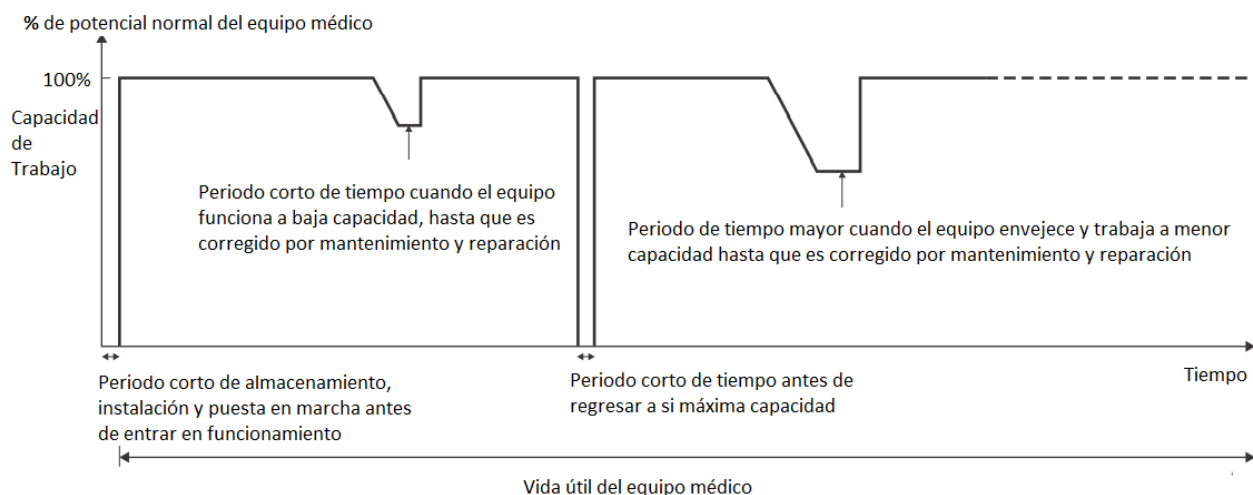 % de potencial normal del equipo médico
100%
Capacidad
de
Trabajo
Periodo corto de tiempo cuando el equipo
funciona a baja capacidad, hasta que es
corregido por mantenimiento y reparación
Periodo de tiempo mayor cuando el equipo envejece y trabaja a menor
capacidad hasta que es corregido por mantenimiento y reparación
Periodo corto de almacenamiento,
instalación y puesta en marcha antes
de entrar en funcionamiento
Periodo corto de tiempo antes de
regresar a si máxima capacidad
Tiempo
Vida útil del equipo médico